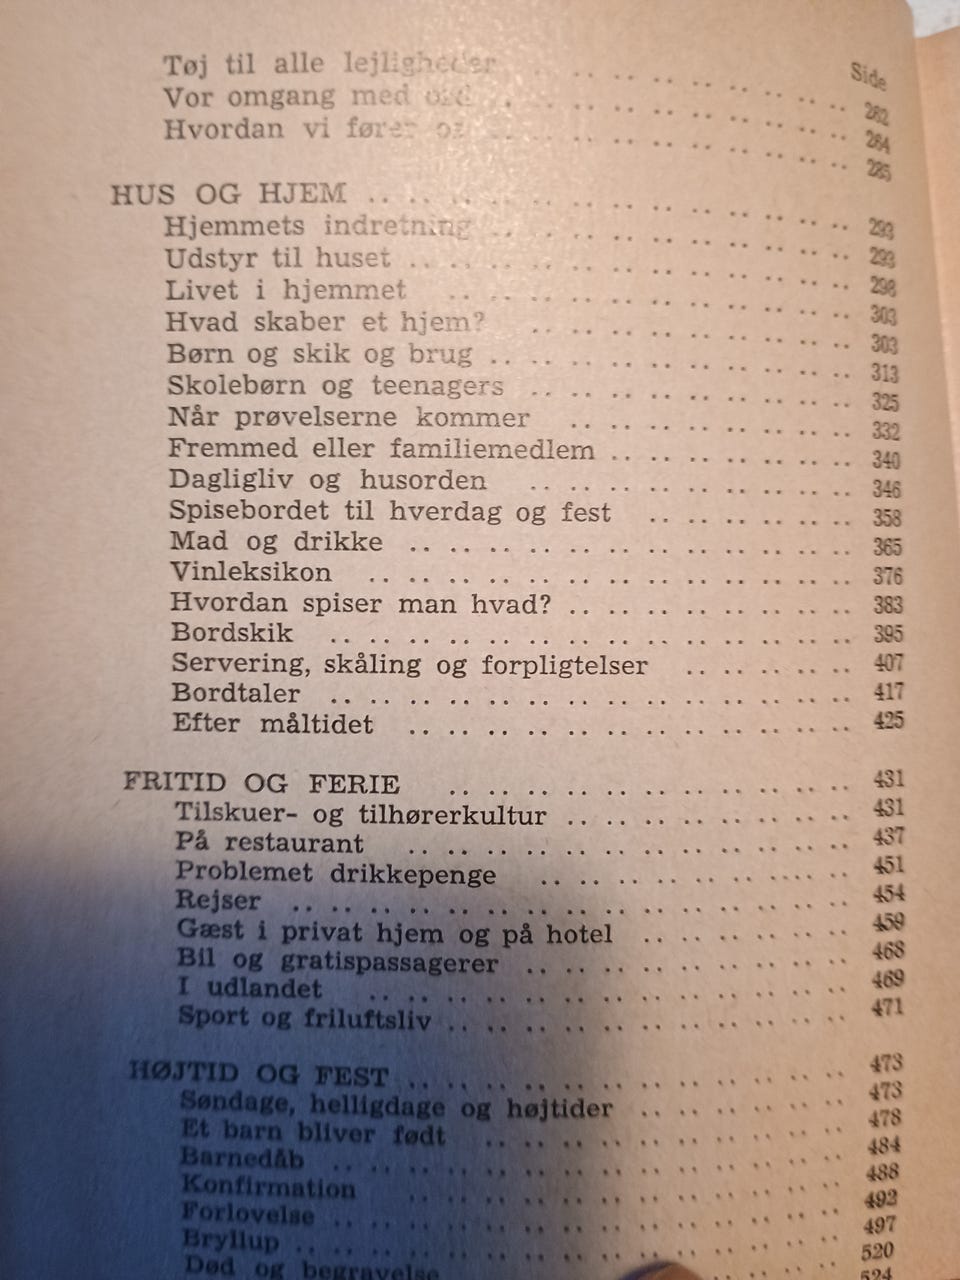 Side
Tøj til alle lejligheder .. .. .. .. .. .. .. .. 282
Vor omgang med ord .. .. .. .. .. .. .. .. .. 284
Hvordan vi fører os .. .. .. .. .. .. .. .. .. 285
HUS OG HJEM .. .. .. .. .. .. .. .. .. .. .. .. 293
Hjemmets indretning .. .. .. .. .. .. .. .. .. 293
Udstyr til huset .. .. .. .. .. .. .. .. .. .. .. 298
Livet i hjemmet .. .. .. .. .. .. .. .. .. .. 303
Hvad skaber et hjem? .. .. .. .. .. .. .. .. 303
Børn og skik og brug .. .. .. .. .. .. .. .. .. 313
Skolebørn og teenagers .. .. .. .. .. .. .. .. 325
Når prøvelserne kommer .. .. .. .. .. .. .. 332
Fremmed eller familiemedlem .. .. .. .. .. .. 340
Dagligliv og husorden .. .. .. .. .. .. .. .. 346
Spisebordet til hverdag og fest .. .. .. .. .. 358
Mad og drikke .. .. .. .. .. .. .. .. .. .. .. 365
Vinleksikon .. .. .. .. .. .. .. .. .. .. .. .. 376
Hvordan spiser man hvad? .. .. .. .. .. .. .. 383
Bordskik .. .. .. .. .. .. .. .. .. .. .. .. .. 395
Servering, skåling og forpligtelser .. .. .. .. 407
Bordtaler .. .. .. .. .. .. .. .. .. .. .. .. .. 417
Efter måltidet .. .. .. .. .. .. .. .. .. .. .. 425
FRITID OG FERIE .. .. .. .. .. .. .. .. .. .. 431
Tilskuer- og tilhørerkultur .. .. .. .. .. .. .. 431
På restaurant .. .. .. .. .. .. .. .. .. .. .. 437
Problemet drikkepenge .. .. .. .. .. .. .. .. 451
Rejser .. .. .. .. .. .. .. .. .. .. .. .. .. .. 454
Gæst i privat hjem og på hotel .. .. .. .. .. 459
Bil og gratispassagerer .. .. .. .. .. .. .. .. 468
I udlandet .. .. .. .. .. .. .. .. .. .. .. .. 469
Sport og friluftsliv .. .. .. .. .. .. .. .. .. .. 471
HØJTID OG FEST .. .. .. .. .. .. .. .. .. .. .. 473
Søndage, helligdage og højtider .. .. .. .. .. 473
Et barn bliver født .. .. .. .. .. .. .. .. .. 478
Barnedåb .. .. .. .. .. .. .. .. .. .. .. .. .. 484
Konfirmation .. .. .. .. .. .. .. .. .. .. .. 488
Forlovelse .. .. .. .. .. .. .. .. .. .. .. .. .. 492
Bryllup .. .. .. .. .. .. .. .. .. .. .. .. .. .. 497
Død og begravelse 520
524